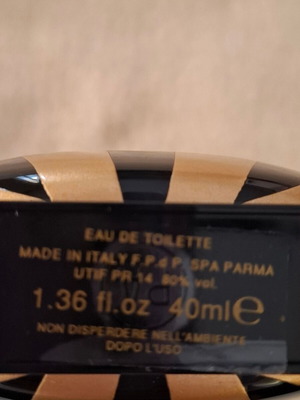 EAU DE TOILETTE
MADE IN ITALY F.P.d P. SPA PARMA
UTIF PR 14 80% vol.
1.36 fl.oz 40ml e
NON DISPERDERE NELL'AMBIENTE
DOPO L'USO